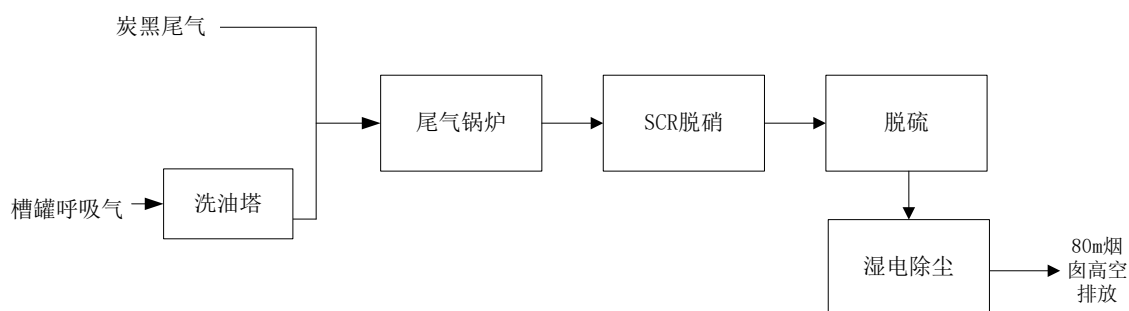 炭黑尾气
尾气锅炉
SCR脱硝
脱硫
槽罐呼吸气
洗油塔
湿电除尘
80m烟
囱高空
排放